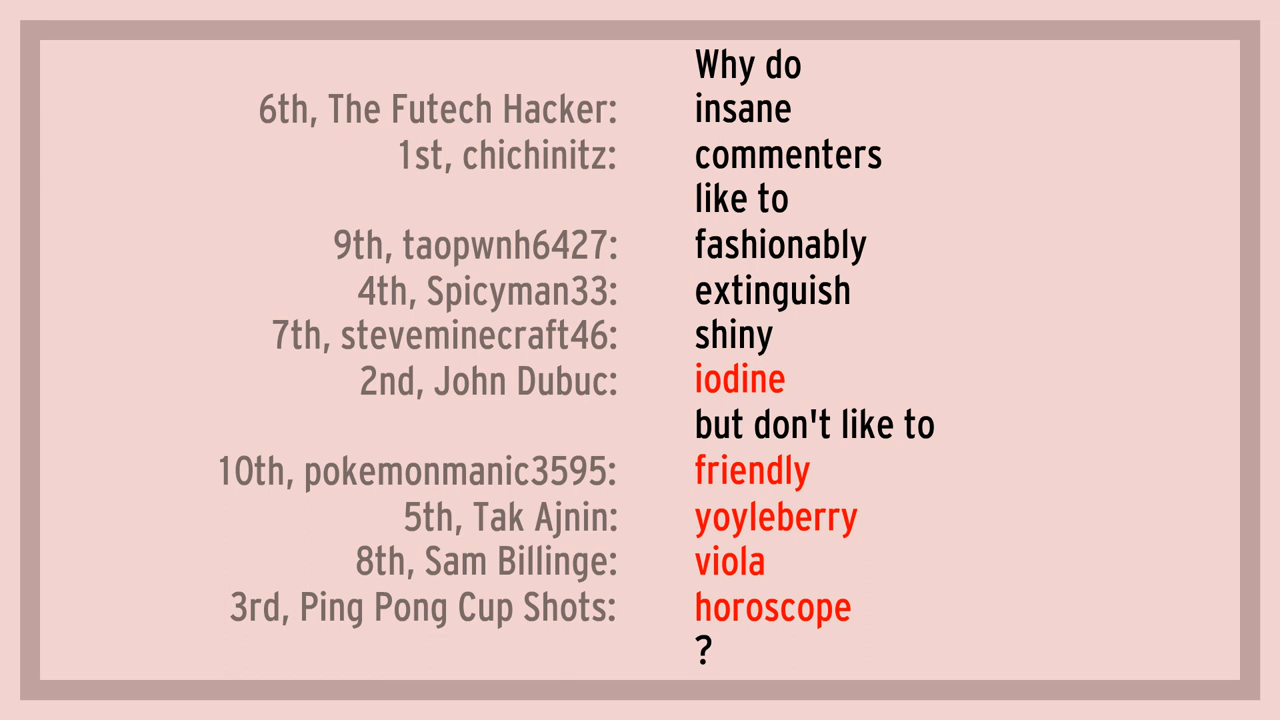 Why do
6th, The Futech Hacker: insane
1st, chichinitz: commenters
like to
9th, taopwnh6427: fashionably
4th, Spicyman33: extinguish
7th, steveminecraft46: shiny
2nd, John Dubuc: iodine
but don't like to
10th, pokemonmanic3595: friendly
5th, Tak Ajnin: yoyleberry
8th, Sam Billinge: viola
3rd, Ping Pong Cup Shots: horoscope
?